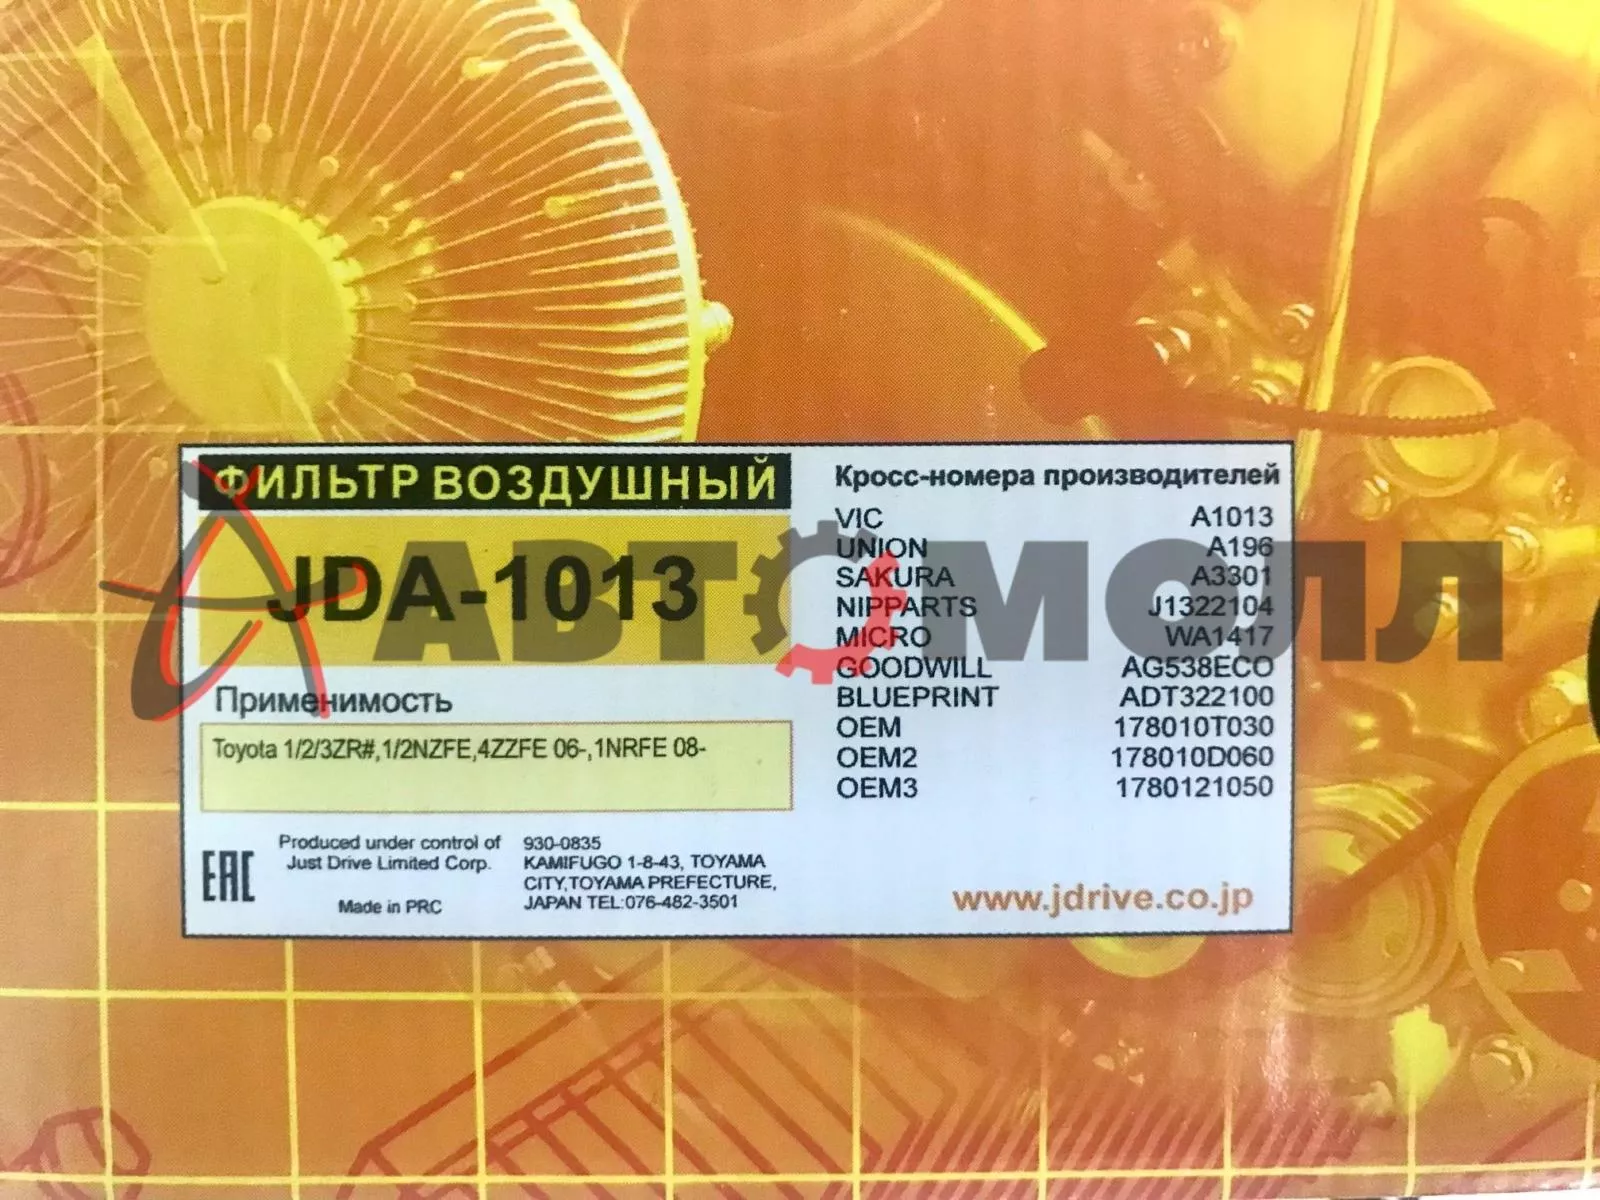 ФИЛЬТР ВОЗДУШНЫЙ
JDA-1013
Применимость
Toyota 1/2/3ZR#,1/2NZFE,4ZZFE 06-,1NRFE 08-
EAC
Produced under control of
Just Drive Limited Corp.
Made in PRC
930-0835
KAMIFUGO 1-8-43, TOYAMA
CITY,TOYAMA PREFECTURE,
JAPAN TEL:076-482-3501
Кросс-номера производителей
VIC A1013
UNION A196
SAKURA A3301
NIPPARTS J1322104
MICRO WA1417
GOODWILL AG538ECO
BLUEPRINT ADT322100
OEM 178010T030
OEM2 178010D060
OEM3 1780121050
www.jdrive.co.jp
АВТОМОЛЛ